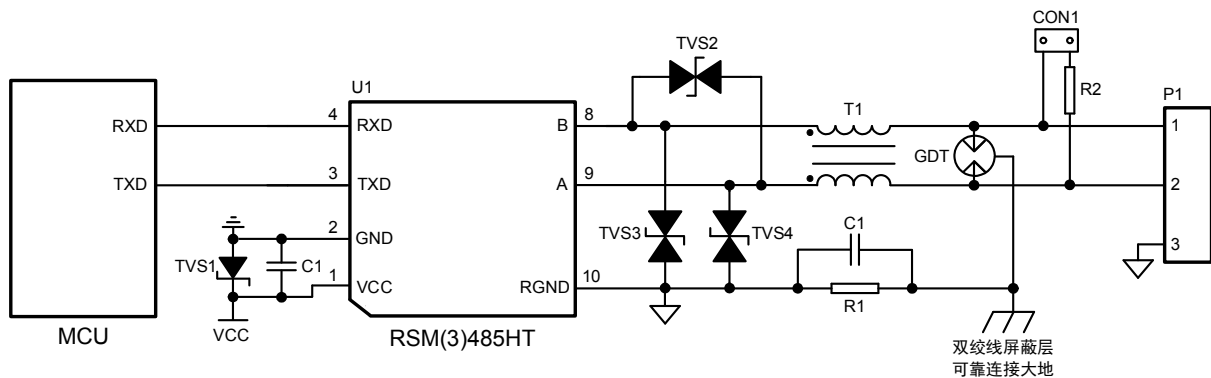 CON1
TVS2
R2
U1
P1
T1
RXD
4
RXD
B
8
1
GDT
TXD
3
TXD
A
9
2
2
GND
C1
TVS3
TVS4
3
TVS1
C1
1
VCC
RGND
10
R1
VCC
MCU
RSM(3)485HT
双绞线屏蔽层
可靠连接大地